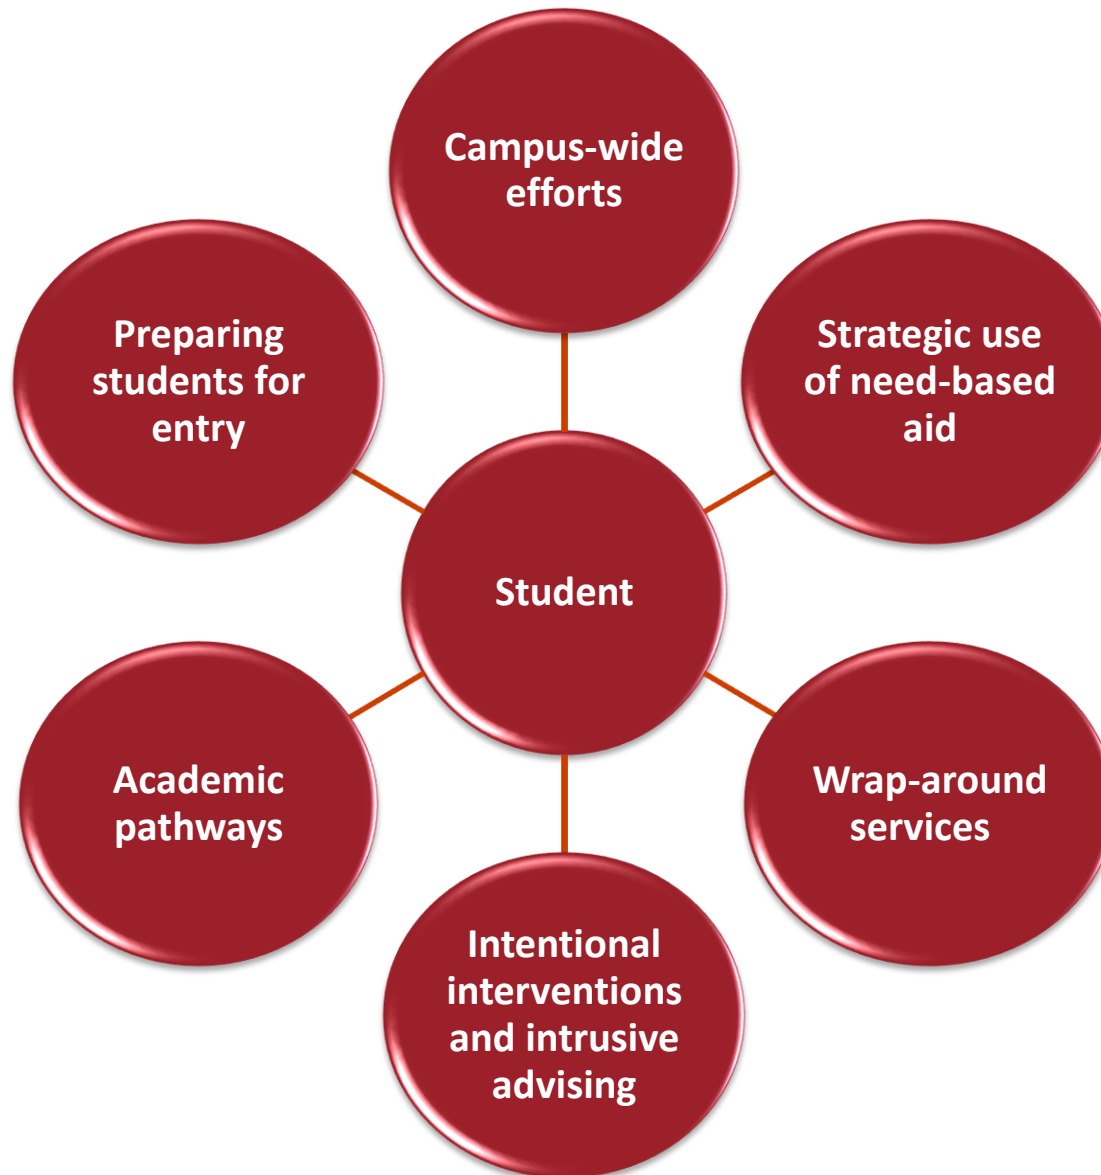 Campus-wide
efforts
Preparing
students for
entry
Strategic use
of need-based
aid
Student
Academic
pathways
Wrap-around
services
Intentional
interventions
and intrusive
advising